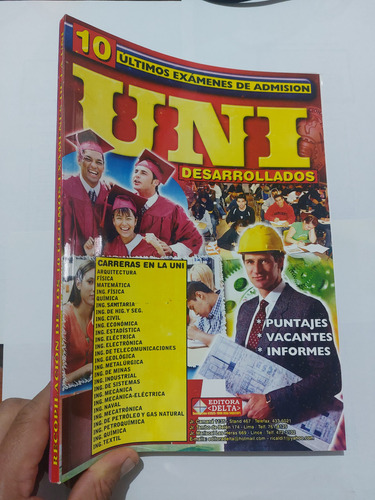 10 ÚLTIMOS EXÁMENES DE ADMISION
UNI
DESARROLLADOS
CARRERAS EN LA UNI
ARQUITECTURA
FÍSICA
MATEMÁTICA
ING. FÍSICA
QUÍMICA
ING. SANITARIA
ING. DE HIG. Y SEG.
ING. CIVIL
ING. ECONÓMICA
ING. ESTADÍSTICA
ING. ELÉCTRICA
ING. ELECTRÓNICA
ING. DE TELECOMUNICACIONES
ING. GEOLÓGICA
ING. METALÚRGICA
ING. DE MINAS
ING. INDUSTRIAL
ING. DE SISTEMAS
ING. MECÁNICA
ING. MECÁNICA-ELÉCTRICA
ING. NAVAL
ING. MECATRÓNICA
ING. DE PETROLEO Y GAS NATURAL
ING. PETROQUÍMICA
ING. QUÍMICA
ING. TEXTIL
* PUNTAJES
* VACANTES
* INFORMES
EDITORA
"DELTA"